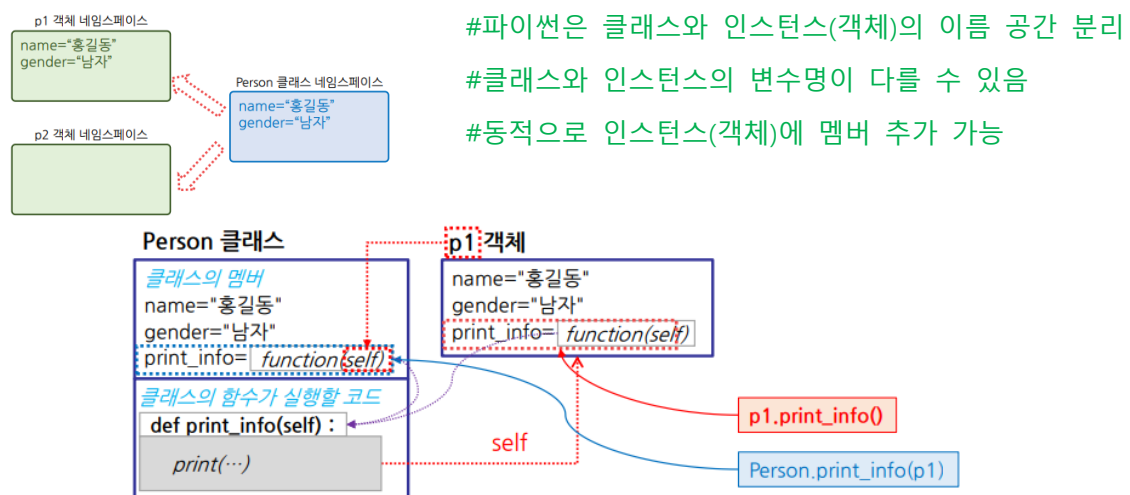 p1 객체 네임스페이스
name=“홍길동”
gender=“남자”
Person 클래스 네임스페이스
name=“홍길동”
gender=“남자”
p2 객체 네임스페이스
#파이썬은 클래스와 인스턴스(객체)의 이름 공간 분리
#클래스와 인스턴스의 변수명이 다를 수 있음
#동적으로 인스턴스(객체)에 멤버 추가 가능
Person 클래스
클래스의 멤버
name="홍길동"
gender="남자"
print_info= function(self)
클래스의 함수가 실행할 코드
def print_info(self) :
print(…)
p1 객체
name="홍길동"
gender="남자"
print_info= function(self)
self
p1.print_info()
Person.print_info(p1)